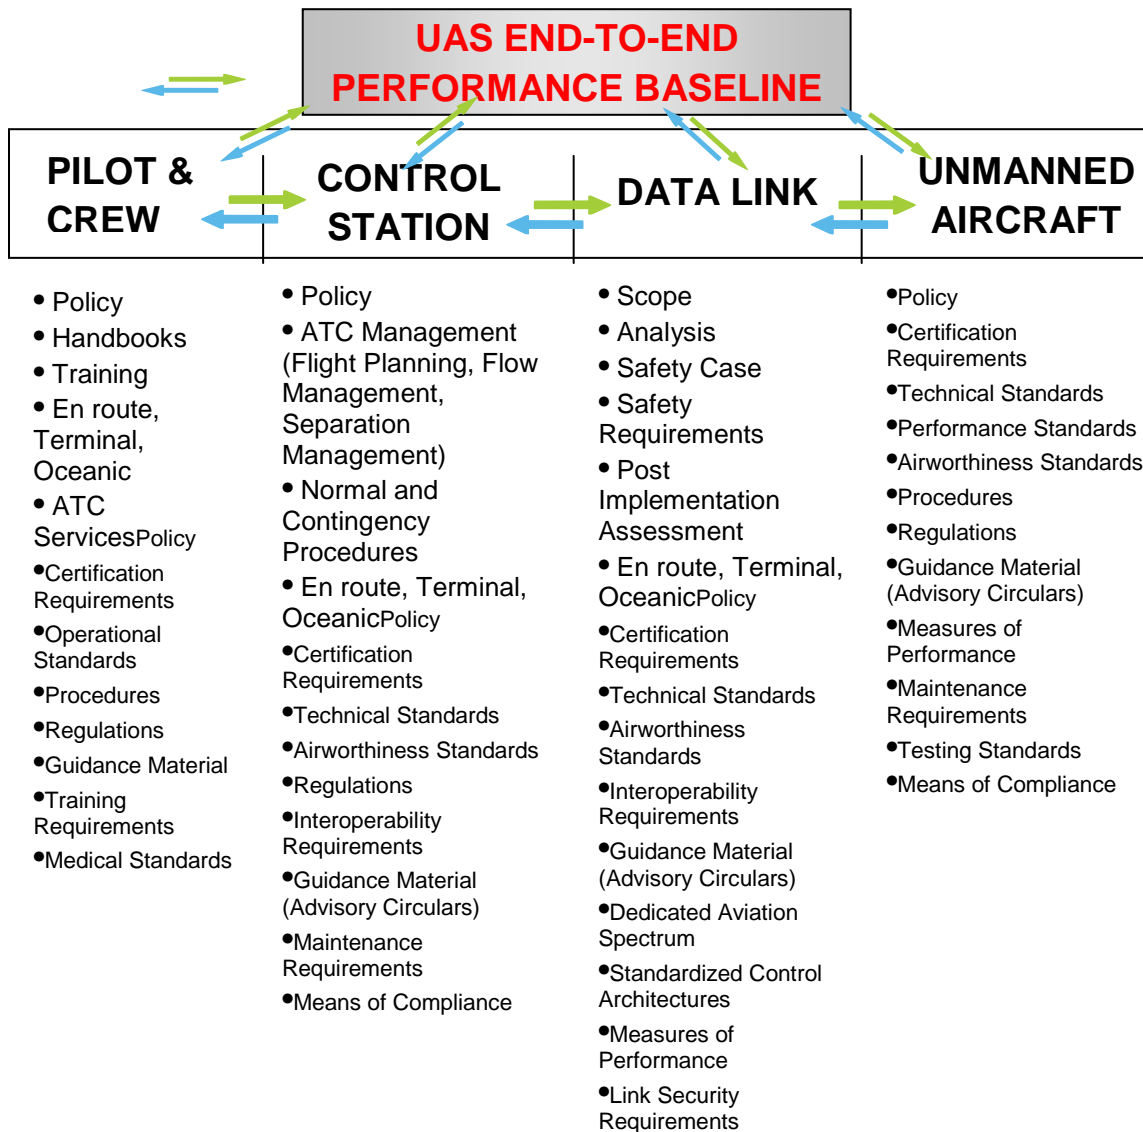 UAS END-TO-END
PERFORMANCE BASELINE
PILOT &
CREW
CONTROL
STATION
DATA LINK
UNMANNED
AIRCRAFT
• Policy
• Handbooks
• Training
• En route,
Terminal,
Oceanic
• ATC
ServicesPolicy
•Certification
Requirements
•Operational
Standards
•Procedures
•Regulations
•Guidance Material
•Training
Requirements
•Medical Standards
• Policy
• ATC Management
(Flight Planning, Flow
Management,
Separation
Management)
• Normal and
Contingency
Procedures
• En route, Terminal,
OceanicPolicy
•Certification
Requirements
•Technical Standards
•Airworthiness Standards
•Regulations
•Interoperability
Requirements
•Guidance Material
(Advisory Circulars)
•Maintenance
Requirements
•Means of Compliance
• Scope
• Analysis
• Safety Case
• Safety
Requirements
• Post
Implementation
Assessment
• En route, Terminal,
OceanicPolicy
•Certification
Requirements
•Technical Standards
•Airworthiness
Standards
•Interoperability
Requirements
•Guidance Material
(Advisory Circulars)
•Dedicated Aviation
Spectrum
•Standardized Control
Architectures
•Measures of
Performance
•Link Security
Requirements
•Policy
•Certification
Requirements
•Technical Standards
•Performance Standards
•Airworthiness Standards
•Procedures
•Regulations
•Guidance Material
(Advisory Circulars)
•Measures of
Performance
•Maintenance
Requirements
•Testing Standards
•Means of Compliance